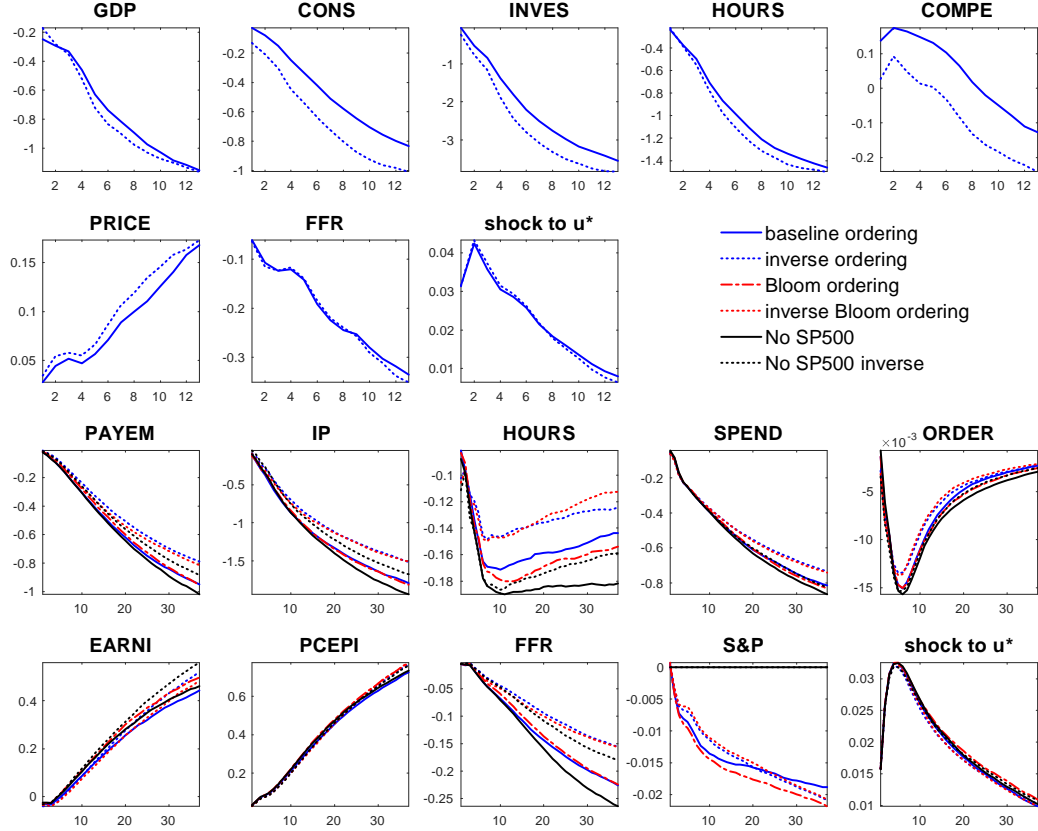 GDP CONS INVES HOURS COMPE
-0.2
-0.4
-0.6
-0.8
-1
2 4 6 8 10 12
0
-0.2
-0.4
-0.6
-0.8
-1
2 4 6 8 10 12
-1
-2
-3
2 4 6 8 10 12
-0.2
-0.4
-0.6
-0.8
-1
-1.2
-1.4
2 4 6 8 10 12
0.1
0
-0.1
-0.2
2 4 6 8 10 12
PRICE FFR shock to u*
0.15
0.1
0.05
2 4 6 8 10 12
-0.1
-0.2
-0.3
2 4 6 8 10 12
0.04
0.03
0.02
0.01
2 4 6 8 10 12
baseline ordering
inverse ordering
Bloom ordering
inverse Bloom ordering
No SP500
No SP500 inverse
PAYEM IP HOURS SPEND ORDER
-0.2
-0.4
-0.6
-0.8
-1
10 20 30
-0.5
-1
-1.5
10 20 30
-0.1
-0.12
-0.14
-0.16
-0.18
10 20 30
-0.2
-0.4
-0.6
-0.8
10 20 30
×10-3
-5
-10
-15
10 20 30
EARNI PCEPI FFR S&P shock to u*
0.4
0.2
0
10 20 30
0.6
0.4
0.2
10 20 30
-0.05
-0.1
-0.15
-0.2
-0.25
10 20 30
0
-0.005
-0.01
-0.015
-0.02
10 20 30
0.03
0.02
0.01
10 20 30